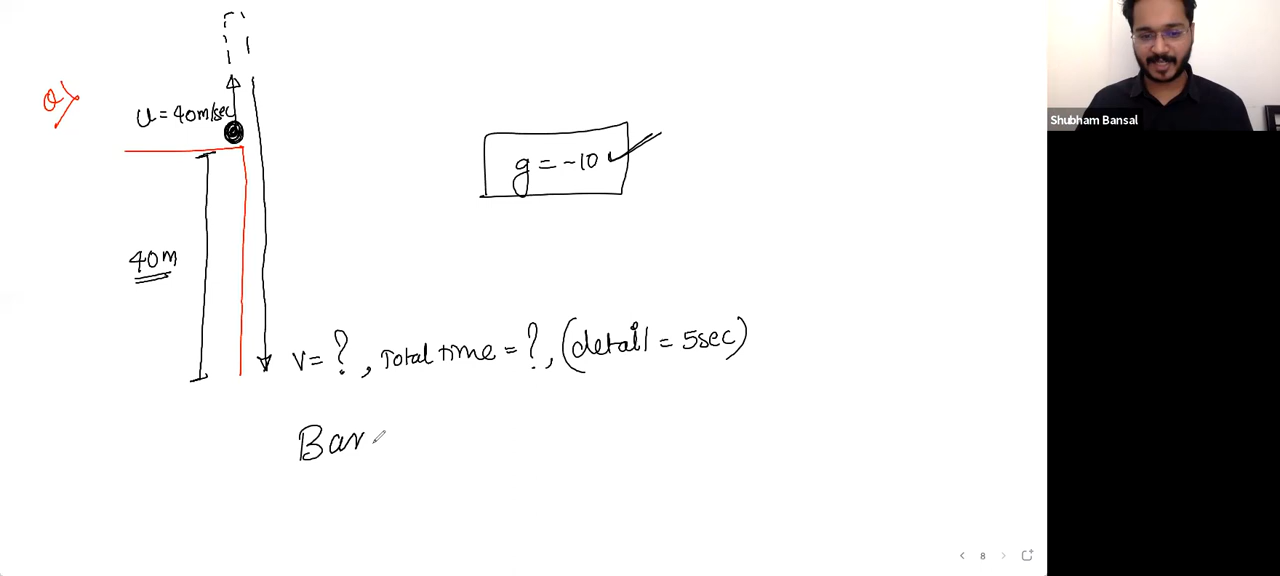 Q)
u = 40m/sec
g = -10
40m
v = ?, Total time = ?, (detail = 5sec)
Bar
8
Shubham Bansal